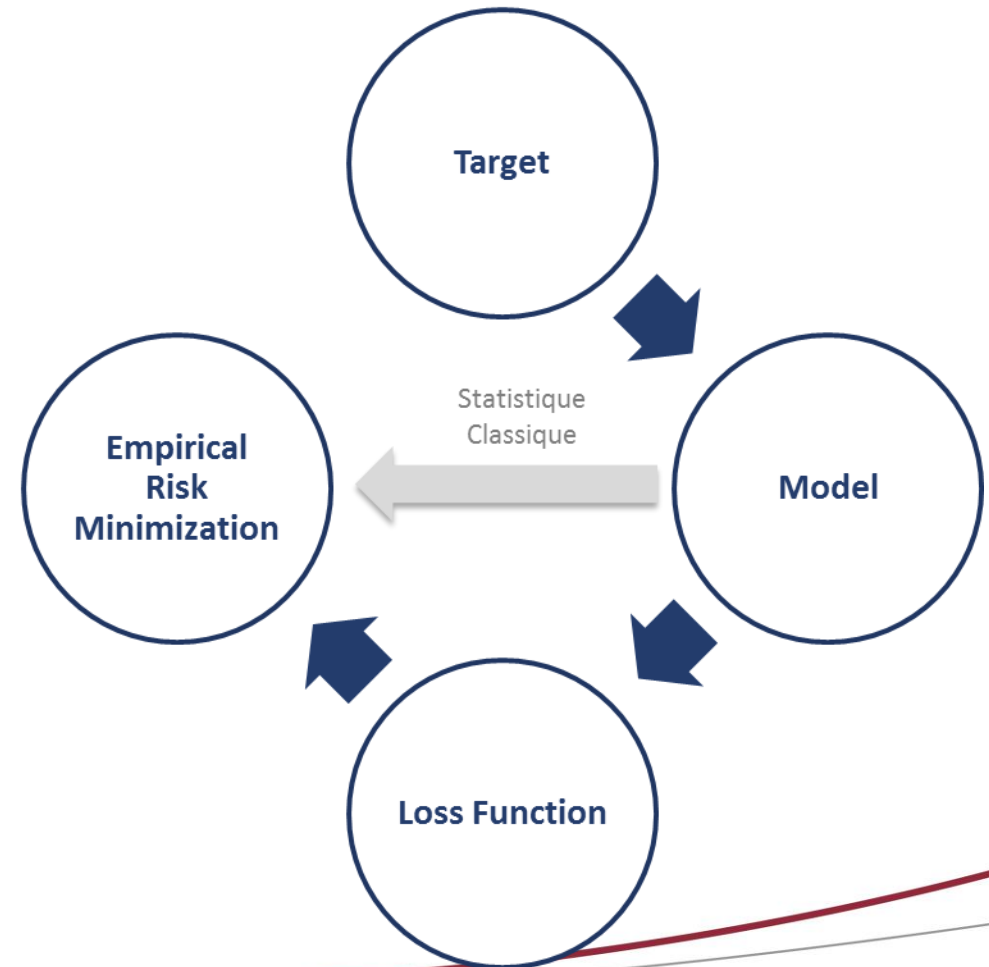 Target
Statistique
Classique
Empirical
Risk
Minimization
Model
Loss Function